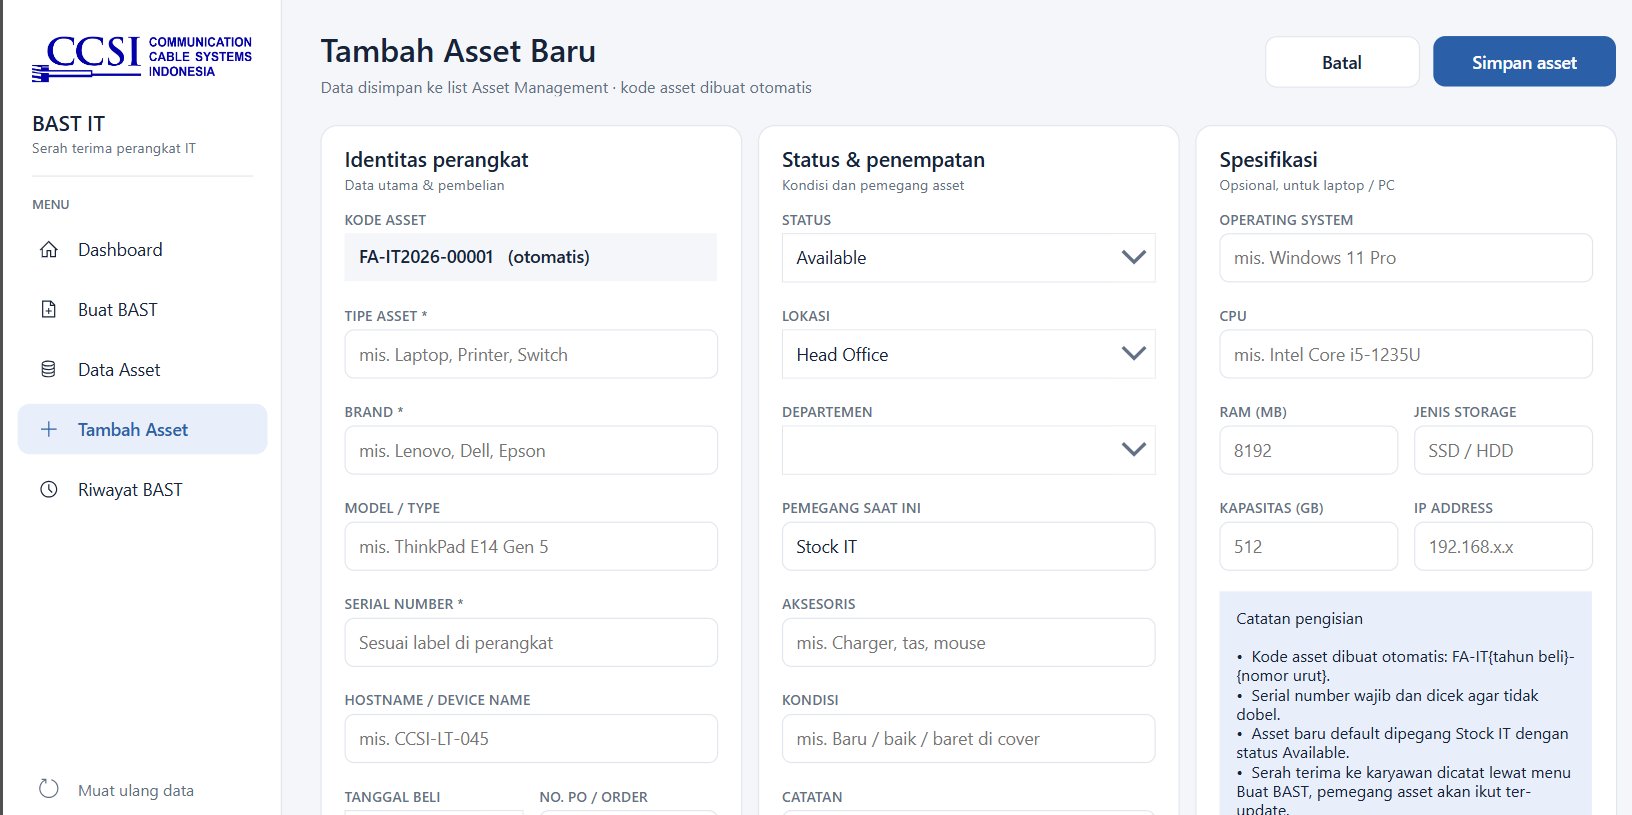 CCSI COMMUNICATION
CABLE SYSTEMS
INDONESIA
BAST IT
Serah terima perangkat IT
MENU
Dashboard
Buat BAST
Data Asset
Tambah Asset
Riwayat BAST
Muat ulang data
Tambah Asset Baru
Data disimpan ke list Asset Management · kode asset dibuat otomatis
Batal
Simpan asset
Identitas perangkat
Data utama & pembelian
KODE ASSET
FA-IT2026-00001 (otomatis)
TIPE ASSET *
mis. Laptop, Printer, Switch
BRAND *
mis. Lenovo, Dell, Epson
MODEL / TYPE
mis. ThinkPad E14 Gen 5
SERIAL NUMBER *
Sesuai label di perangkat
HOSTNAME / DEVICE NAME
mis. CCSI-LT-045
TANGGAL BELI
NO. PO / ORDER
Status & penempatan
Kondisi dan pemegang asset
STATUS
Available
LOKASI
Head Office
DEPARTEMEN
PEMEGANG SAAT INI
Stock IT
AKSESORIS
mis. Charger, tas, mouse
KONDISI
mis. Baru / baik / baret di cover
CATATAN
Spesifikasi
Opsional, untuk laptop / PC
OPERATING SYSTEM
mis. Windows 11 Pro
CPU
mis. Intel Core i5-1235U
RAM (MB)
8192
JENIS STORAGE
SSD / HDD
KAPASITAS (GB)
512
IP ADDRESS
192.168.x.x
Catatan pengisian
• Kode asset dibuat otomatis: FA-IT{tahun beli}-
{nomor urut}.
• Serial number wajib dan dicek agar tidak
dobel.
• Asset baru default dipegang Stock IT dengan
status Available.
• Serah terima ke karyawan dicatat lewat menu
Buat BAST, pemegang asset akan ikut ter-
update.